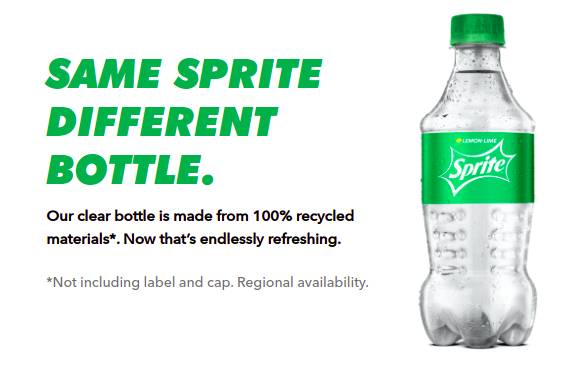 SAME SPRITE
DIFFERENT
BOTTLE.
Our clear bottle is made from 100% recycled
materials*. Now that's endlessly refreshing.
*Not including label and cap. Regional availability.
LEMON-LIME
Sprite